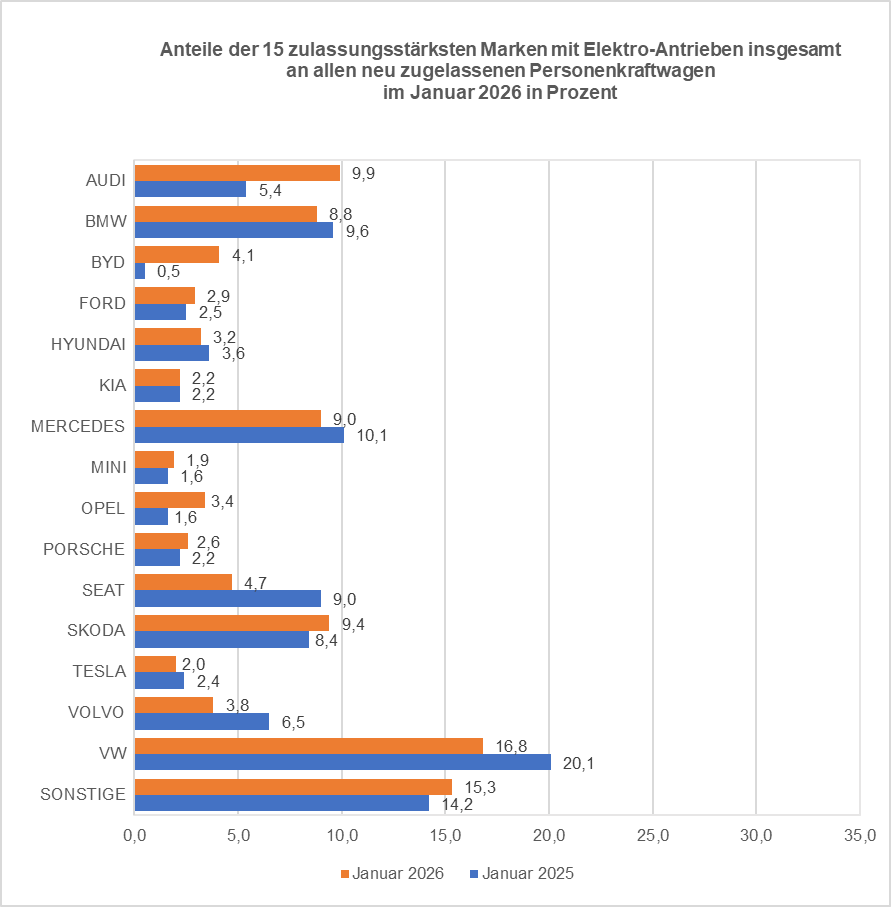 Anteile der 15 zulassungsstärksten Marken mit Elektro-Antrieben insgesamt
an allen neu zugelassenen Personenkraftwagen
im Januar 2026 in Prozent
AUDI
9,9
5,4
BMW
8,8
9,6
BYD
4,1
0,5
FORD
2,9
2,5
HYUNDAI
3,2
3,6
KIA
2,2
2,2
MERCEDES
9,0
10,1
MINI
1,9
1,6
OPEL
3,4
1,6
PORSCHE
2,6
2,2
SEAT
4,7
9,0
SKODA
9,4
8,4
TESLA
2,0
2,4
VOLVO
3,8
6,5
VW
16,8
20,1
SONSTIGE
15,3
14,2
0,0 5,0 10,0 15,0 20,0 25,0 30,0 35,0
Januar 2026 Januar 2025